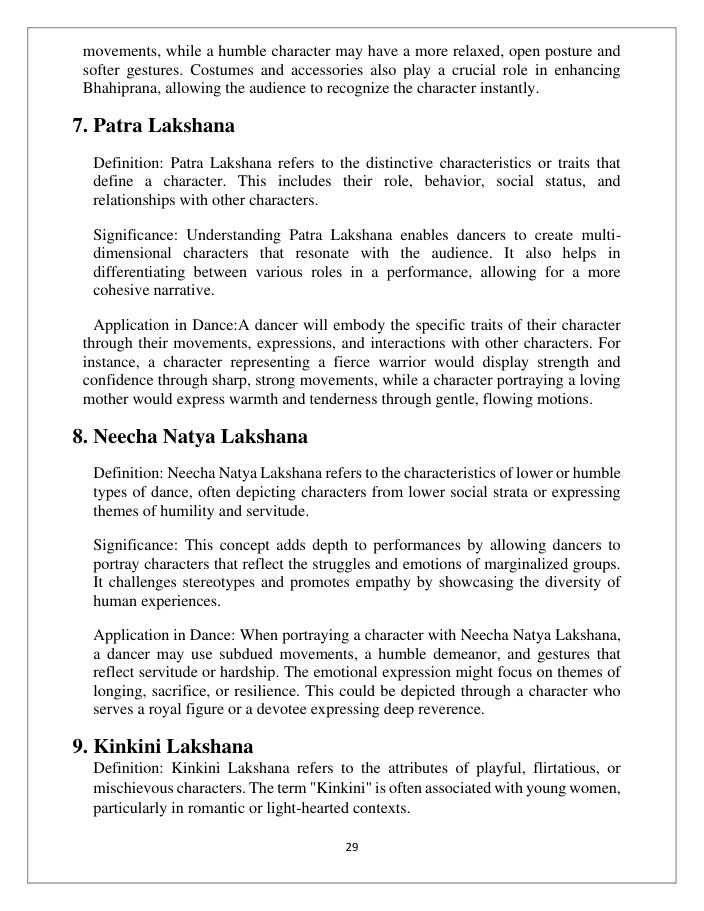 movements, while a humble character may have a more relaxed, open posture and
softer gestures. Costumes and accessories also play a crucial role in enhancing
Bhahiprana, allowing the audience to recognize the character instantly.
7. Patra Lakshana
Definition: Patra Lakshana refers to the distinctive characteristics or traits that
define a character. This includes their role, behavior, social status, and
relationships with other characters.
Significance: Understanding Patra Lakshana enables dancers to create multi-
dimensional characters that resonate with the audience. It also helps in
differentiating between various roles in a performance, allowing for a more
cohesive narrative.
Application in Dance:A dancer will embody the specific traits of their character
through their movements, expressions, and interactions with other characters. For
instance, a character representing a fierce warrior would display strength and
confidence through sharp, strong movements, while a character portraying a loving
mother would express warmth and tenderness through gentle, flowing motions.
8. Neecha Natya Lakshana
Definition: Neecha Natya Lakshana refers to the characteristics of lower or humble
types of dance, often depicting characters from lower social strata or expressing
themes of humility and servitude.
Significance: This concept adds depth to performances by allowing dancers to
portray characters that reflect the struggles and emotions of marginalized groups.
It challenges stereotypes and promotes empathy by showcasing the diversity of
human experiences.
Application in Dance: When portraying a character with Neecha Natya Lakshana,
a dancer may use subdued movements, a humble demeanor, and gestures that
reflect servitude or hardship. The emotional expression might focus on themes of
longing, sacrifice, or resilience. This could be depicted through a character who
serves a royal figure or a devotee expressing deep reverence.
9. Kinkini Lakshana
Definition: Kinkini Lakshana refers to the attributes of playful, flirtatious, or
mischievous characters. The term "Kinkini" is often associated with young women,
particularly in romantic or light-hearted contexts.
29